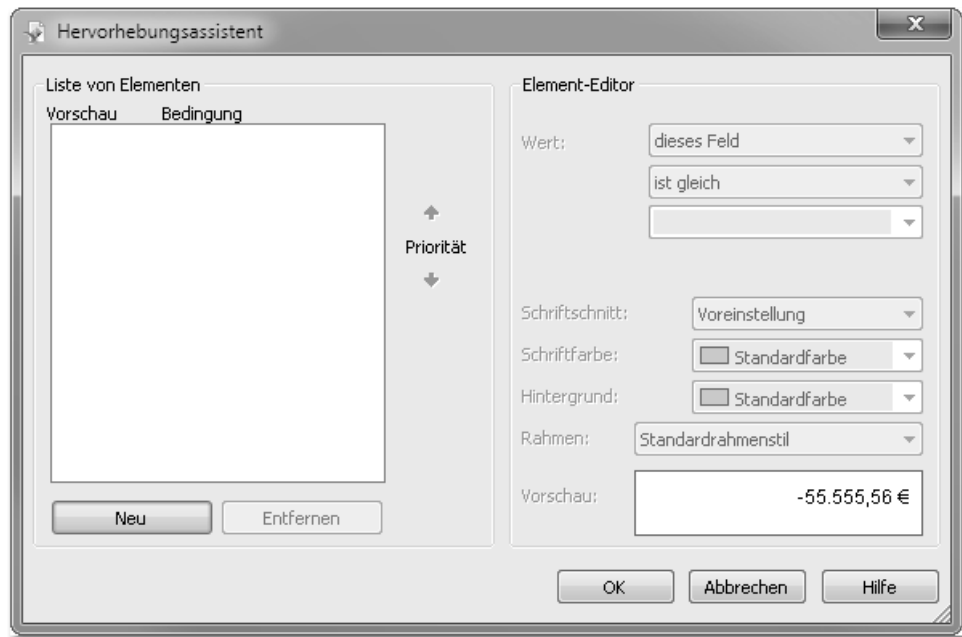 Hervorhebungsassistent
Liste von Elementen
Vorschau Bedingung
Priorität
Neu Entfernen
Element-Editor
Wert: dieses Feld
ist gleich
Schriftschnitt: Voreinstellung
Schriftfarbe: Standardfarbe
Hintergrund: Standardfarbe
Rahmen: Standardrahmenstil
Vorschau: -55.555,56 €
OK Abbrechen Hilfe